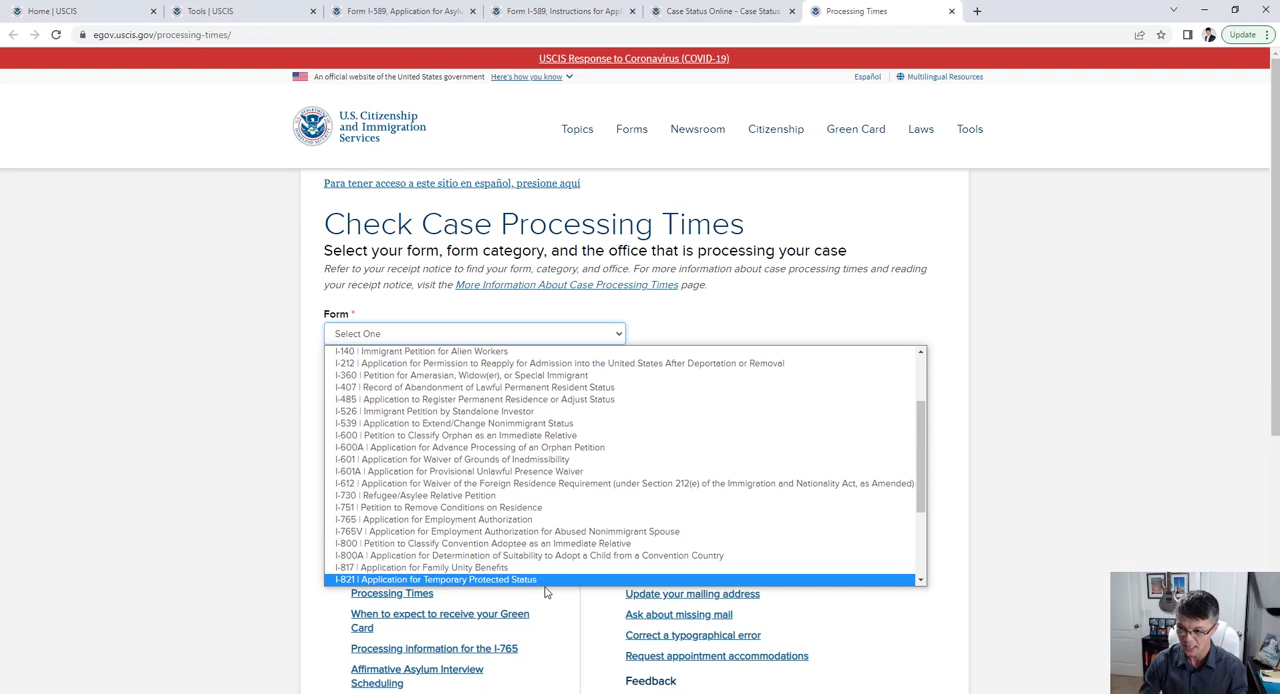 Home | USCIS
Tools | USCIS
Form I-589, Application for Asylu
Form I-589, Instructions for App
Case Status Online - Case Status
Processing Times
egov.uscis.gov/processing-times/
Update
USCIS Response to Coronavirus (COVID-19)
An official website of the United States government Here's how you know
Español
Multilingual Resources
U.S. Citizenship
and Immigration
Services
Topics Forms Newsroom Citizenship Green Card Laws Tools
Para tener acceso a este sitio en español, presione aquí
Check Case Processing Times
Select your form, form category, and the office that is processing your case
Refer to your receipt notice to find your form, category, and office. For more information about case processing times and reading
your receipt notice, visit the More Information About Case Processing Times page.
Form *
Select One
I-140 | Immigrant Petition for Alien Workers
I-212 | Application for Permission to Reapply for Admission into the United States After Deportation or Removal
I-360 | Petition for Amerasian, Widow(er), or Special Immigrant
I-407 | Record of Abandonment of Lawful Permanent Resident Status
I-485 | Application to Register Permanent Residence or Adjust Status
I-526 | Immigrant Petition by Standalone Investor
I-539 | Application to Extend/Change Nonimmigrant Status
I-600 | Petition to Classify Orphan as an Immediate Relative
I-600A | Application for Advance Processing of an Orphan Petition
I-601 | Application for Waiver of Grounds of Inadmissibility
I-601A | Application for Provisional Unlawful Presence Waiver
I-612 | Application for Waiver of the Foreign Residence Requirement (under Section 212(e) of the Immigration and Nationality Act, as Amended)
I-730 | Refugee/Asylee Relative Petition
I-751 | Petition to Remove Conditions on Residence
I-765 | Application for Employment Authorization
I-765V | Application for Employment Authorization for Abused Nonimmigrant Spouse
I-800 | Petition to Classify Convention Adoptee as an Immediate Relative
I-800A | Application for Determination of Suitability to Adopt a Child from a Convention Country
I-817 | Application for Family Unity Benefits
I-821 | Application for Temporary Protected Status
Processing Times
When to expect to receive your Green
Card
Processing information for the I-765
Affirmative Asylum Interview
Scheduling
Update your mailing address
Ask about missing mail
Correct a typographical error
Request appointment accommodations
Feedback